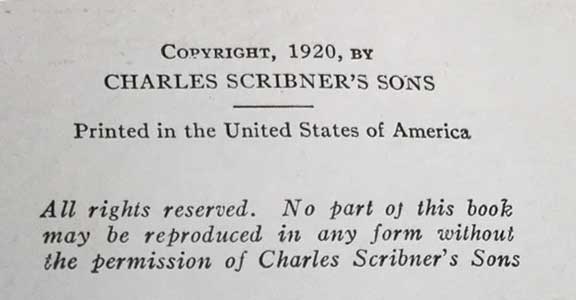 COPYRIGHT, 1920, BY
CHARLES SCRIBNER'S SONS
Printed in the United States of America
All rights reserved. No part of this book
may be reproduced in any form without
the permission of Charles Scribner's Sons